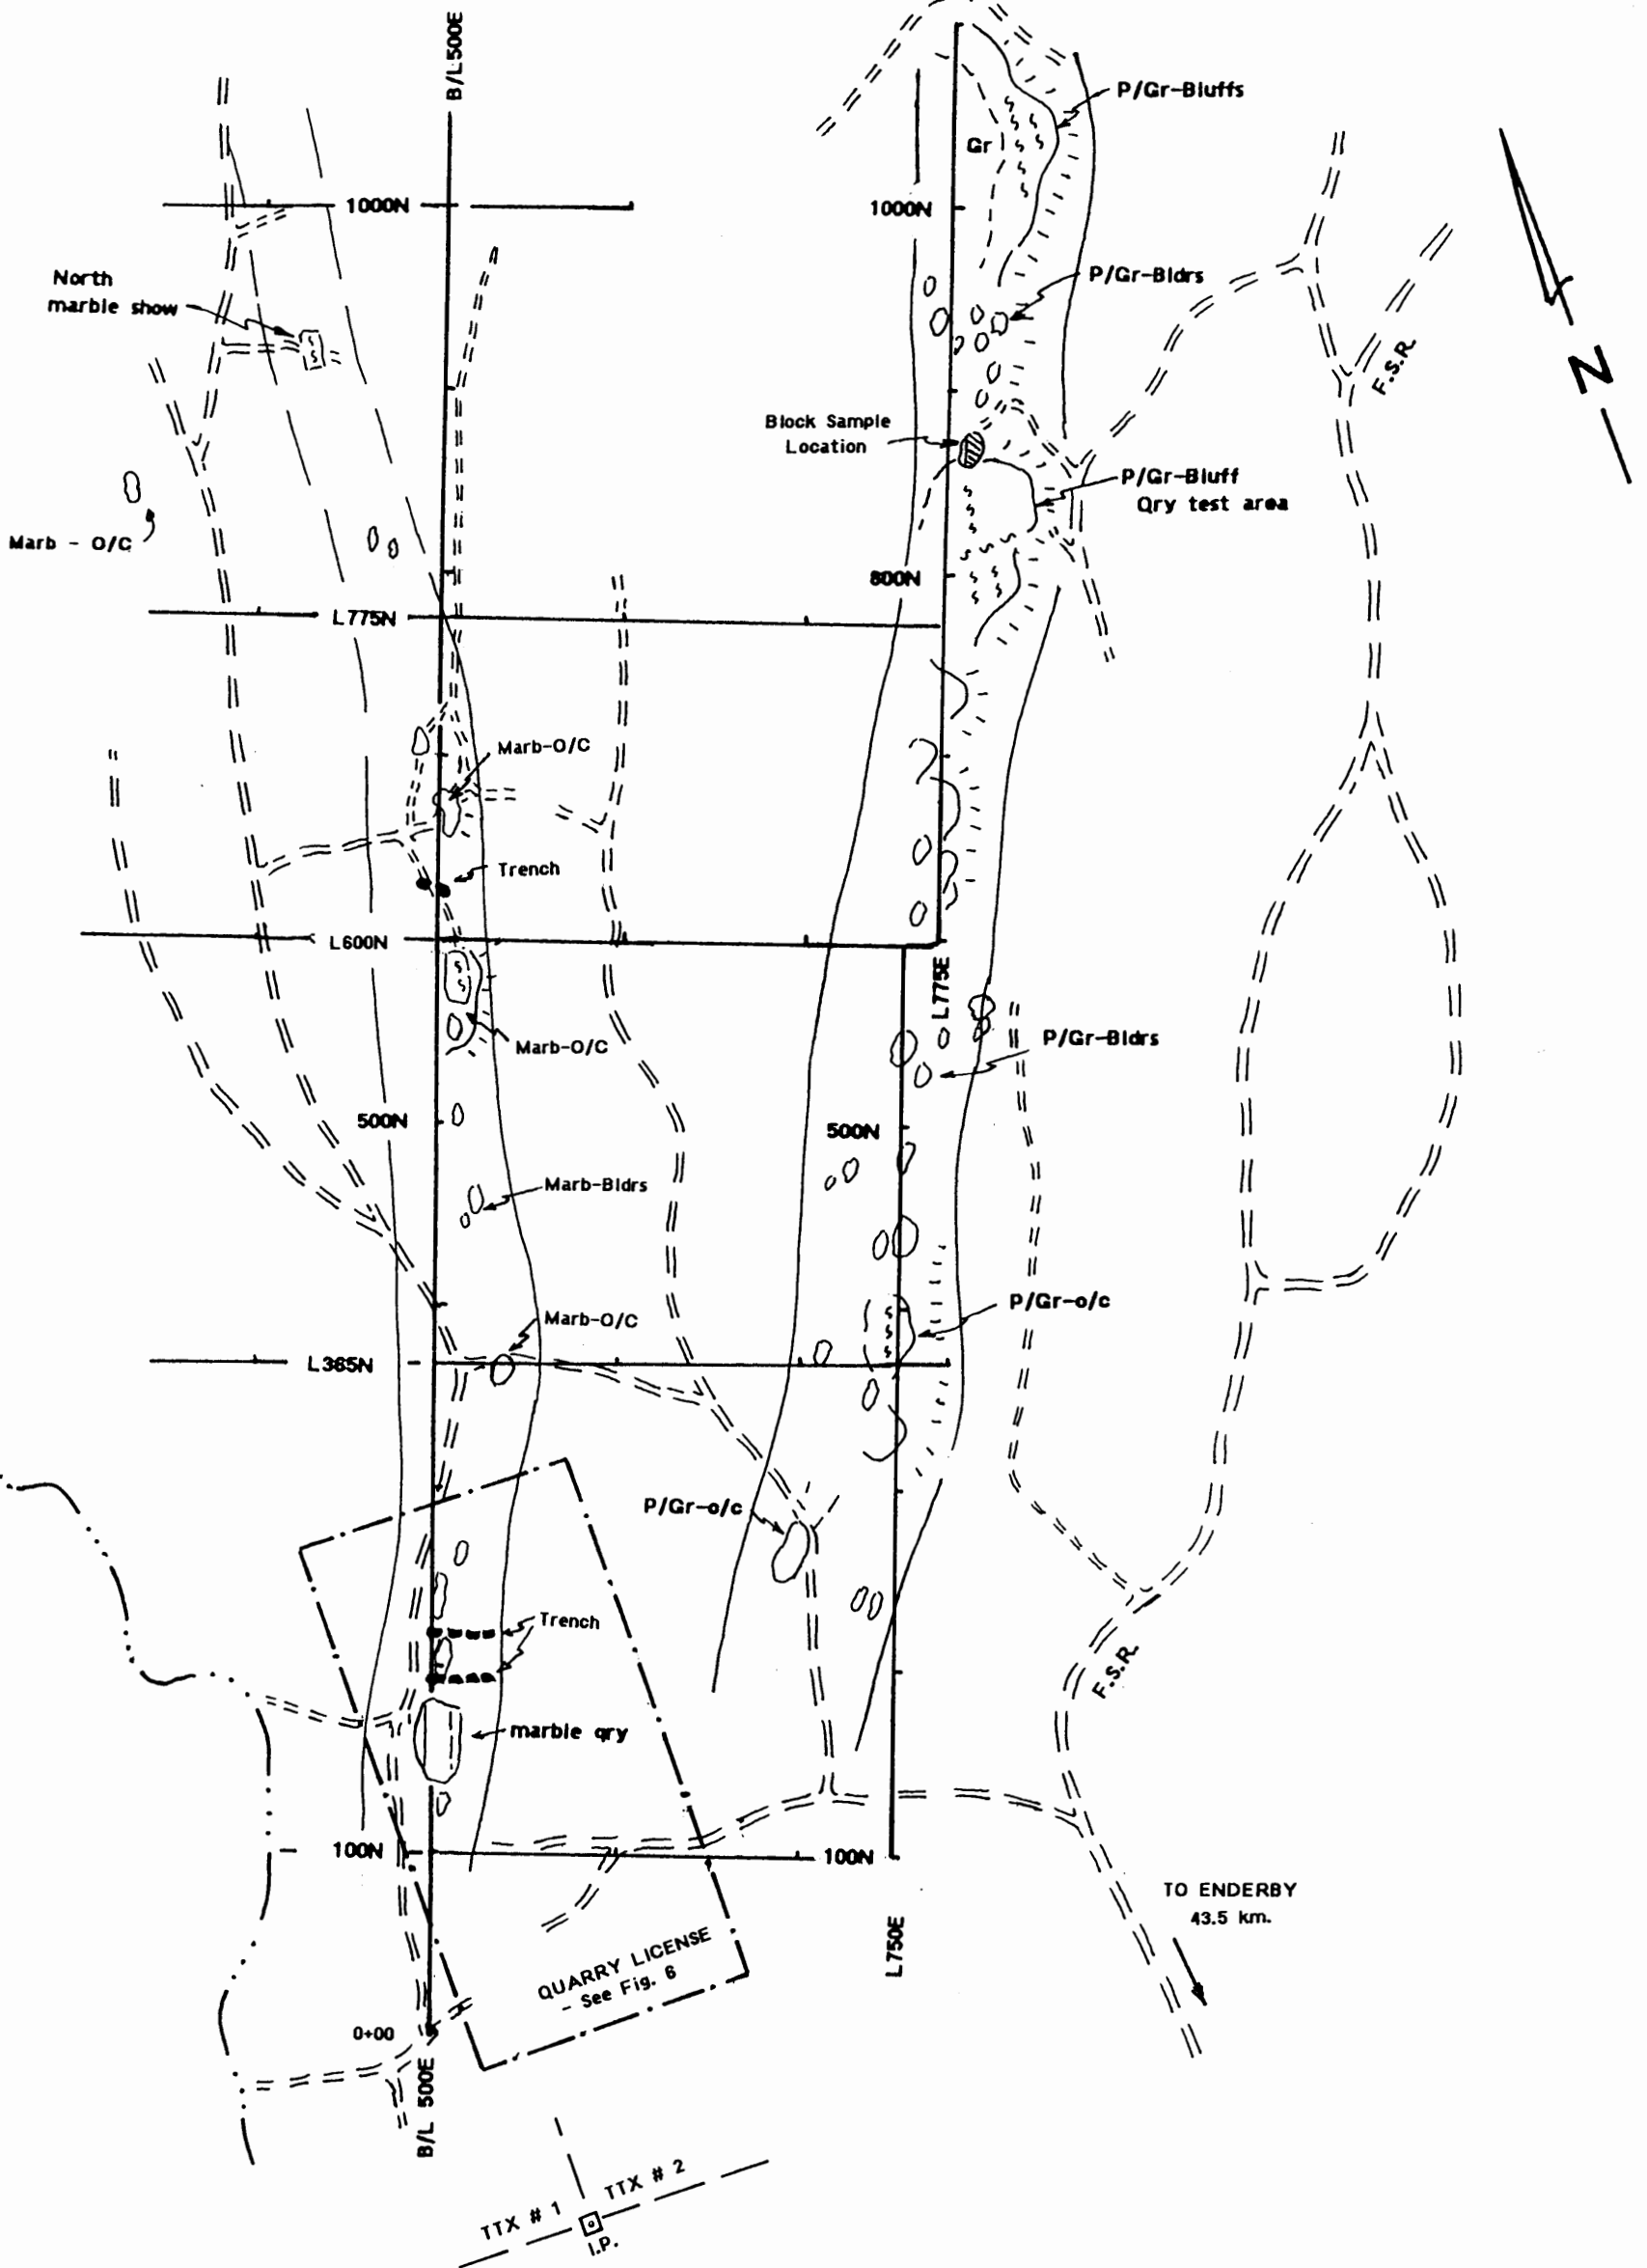 B/L500E
P/Gr-Bluffs
Gr
1000N
1000N
North
marble show
P/Gr-Bldrs
F.S.R.
N
Block Sample
Location
P/Gr-Bluff
Qry test area
Marb - O/C
800N
L775N
Marb-O/C
Trench
L600N
L775E
Marb-O/C
P/Gr-Bldrs
500N
500N
Marb-Bldrs
P/Gr-o/c
Marb-O/C
L365N
P/Gr-o/c
Trench
F.S.R.
marble qry
100N
100N
TO ENDERBY
43.5 km.
L750E
QUARRY LICENSE
- See Fig. 6
0+00
B/L 500E
TTX # 1
TTX # 2
I.P.